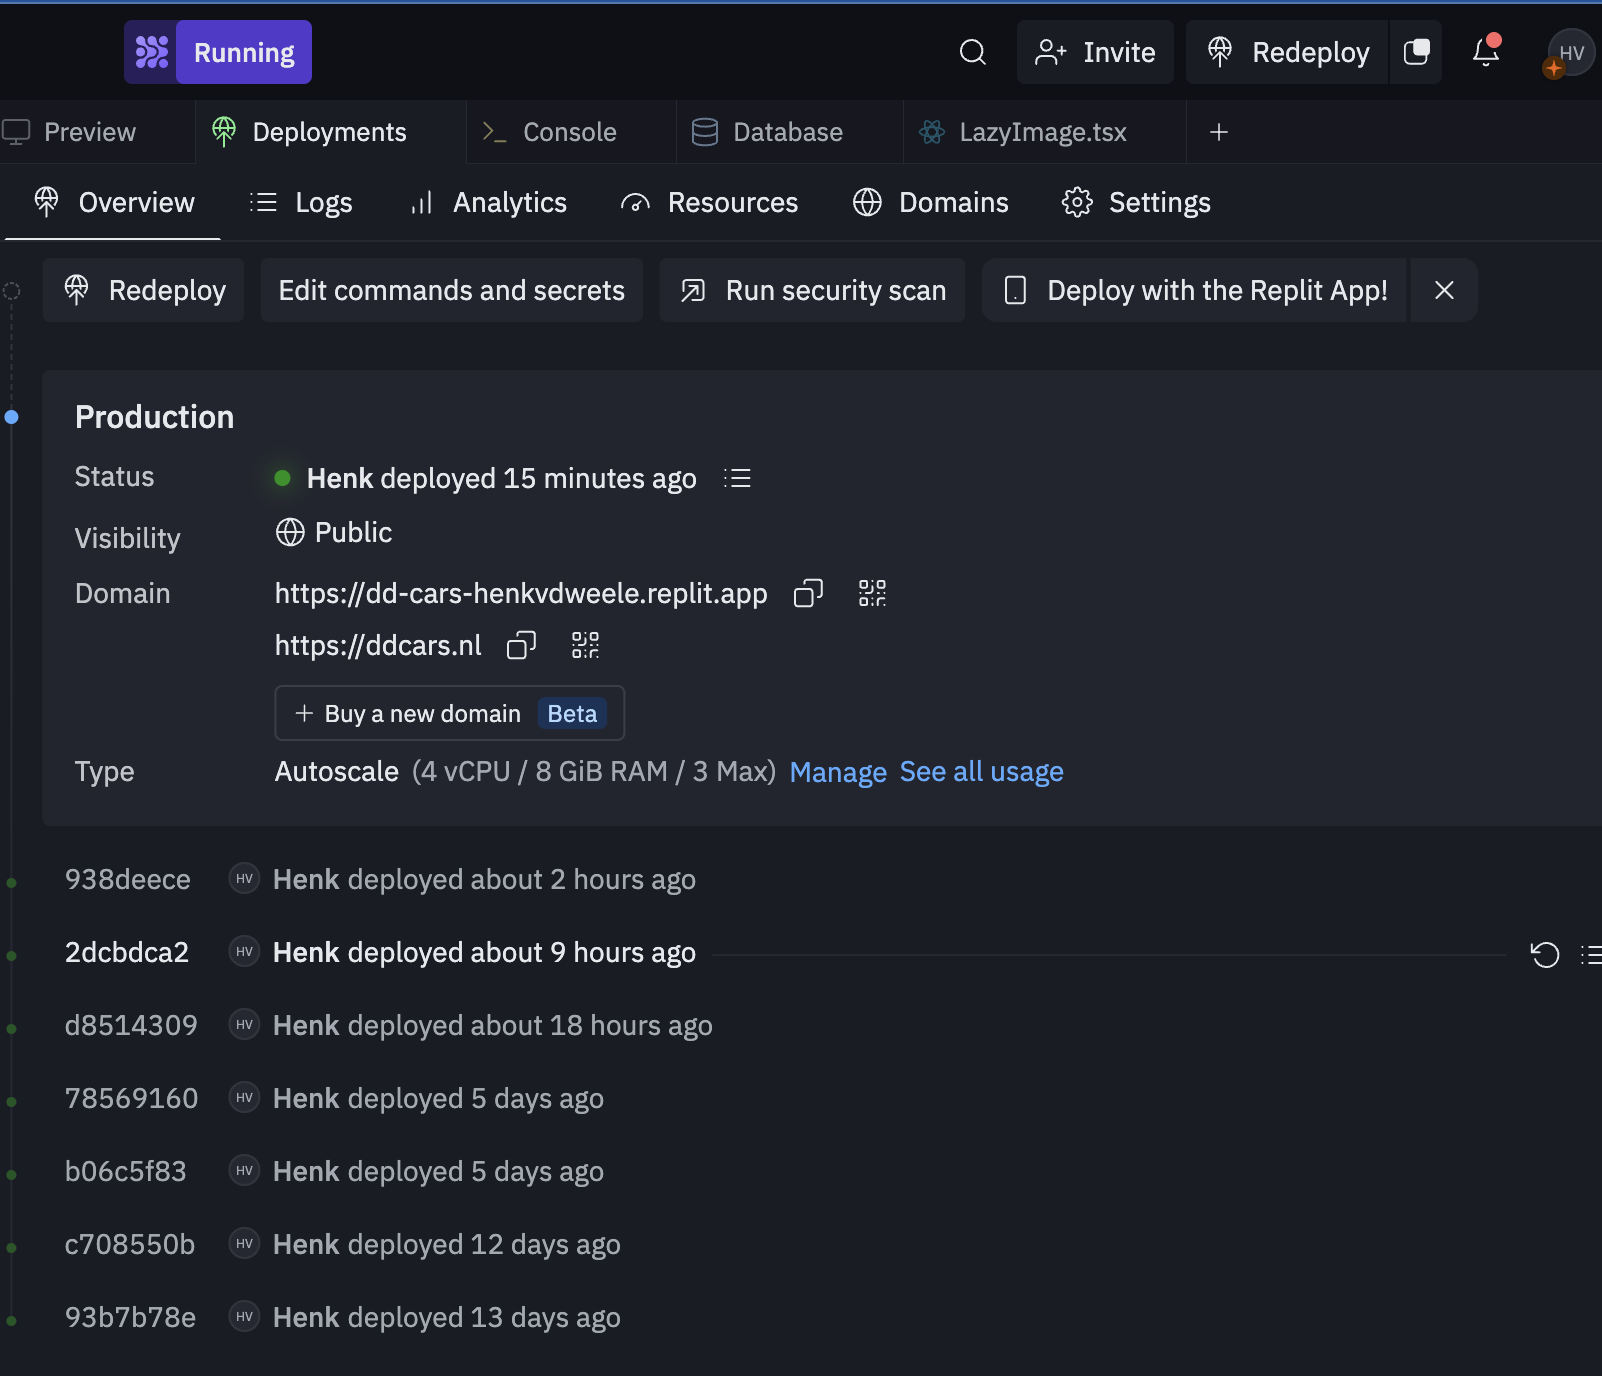 Running
Invite
Redeploy
HV
Preview
Deployments
Console
Database
LazyImage.tsx
Overview
Logs
Analytics
Resources
Domains
Settings
Redeploy
Edit commands and secrets
Run security scan
Deploy with the Replit App!
Production
Status
Henk deployed 15 minutes ago
Visibility
Public
Domain
https://dd-cars-henkvdweele.replit.app
https://ddcars.nl
Buy a new domain Beta
Type
Autoscale (4 vCPU / 8 GiB RAM / 3 Max) Manage See all usage
938deece HV Henk deployed about 2 hours ago
2dcbdca2 HV Henk deployed about 9 hours ago
d8514309 HV Henk deployed about 18 hours ago
78569160 HV Henk deployed 5 days ago
b06c5f83 HV Henk deployed 5 days ago
c708550b HV Henk deployed 12 days ago
93b7b78e HV Henk deployed 13 days ago